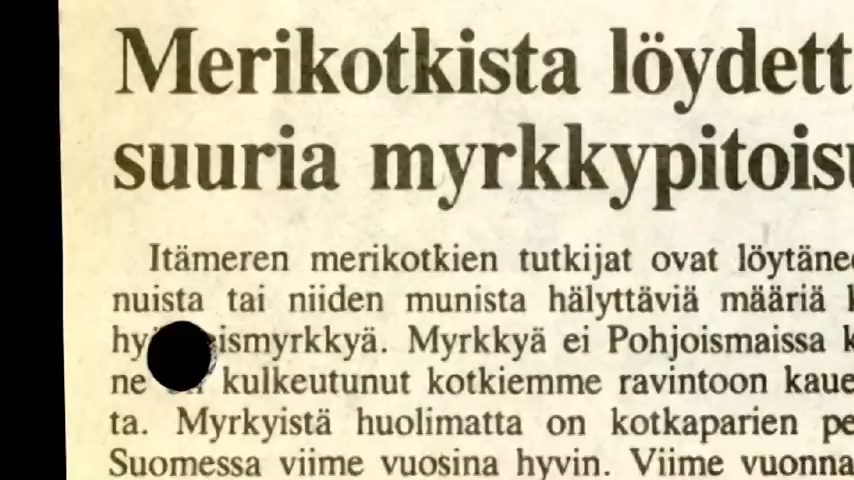 Merikotkista löydett
suuria myrkkypitoisu
Itämeren merikotkien tutkijat ovat löytäne
nuista tai niiden munista hälyttäviä määriä
ismyrkkyä. Myrkkyä ei Pohjoismaissa
ne kulkeutunut kotkiemme ravintoon kaue
ta. Myrkyistä huolimatta on kotkaparien pe
Suomessa viime vuosina hyvin. Viime vuonna